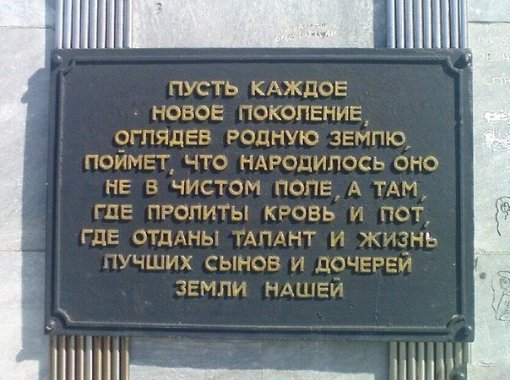 ПУСТЬ КАЖДОЕ
НОВОЕ ПОКОЛЕНИЕ,
ОГЛЯДЕВ РОДНУЮ ЗЕМЛЮ,
ПОЙМЕТ, ЧТО НАРОДИЛОСЬ ОНО
НЕ В ЧИСТОМ ПОЛЕ, А ТАМ,
ГДЕ ПРОЛИТЫ КРОВЬ И ПОТ,
ГДЕ ОТДАНЫ ТАЛАНТ И ЖИЗНЬ
ЛУЧШИХ СЫНОВ И ДОЧЕРЕЙ
ЗЕМЛИ НАШЕЙ